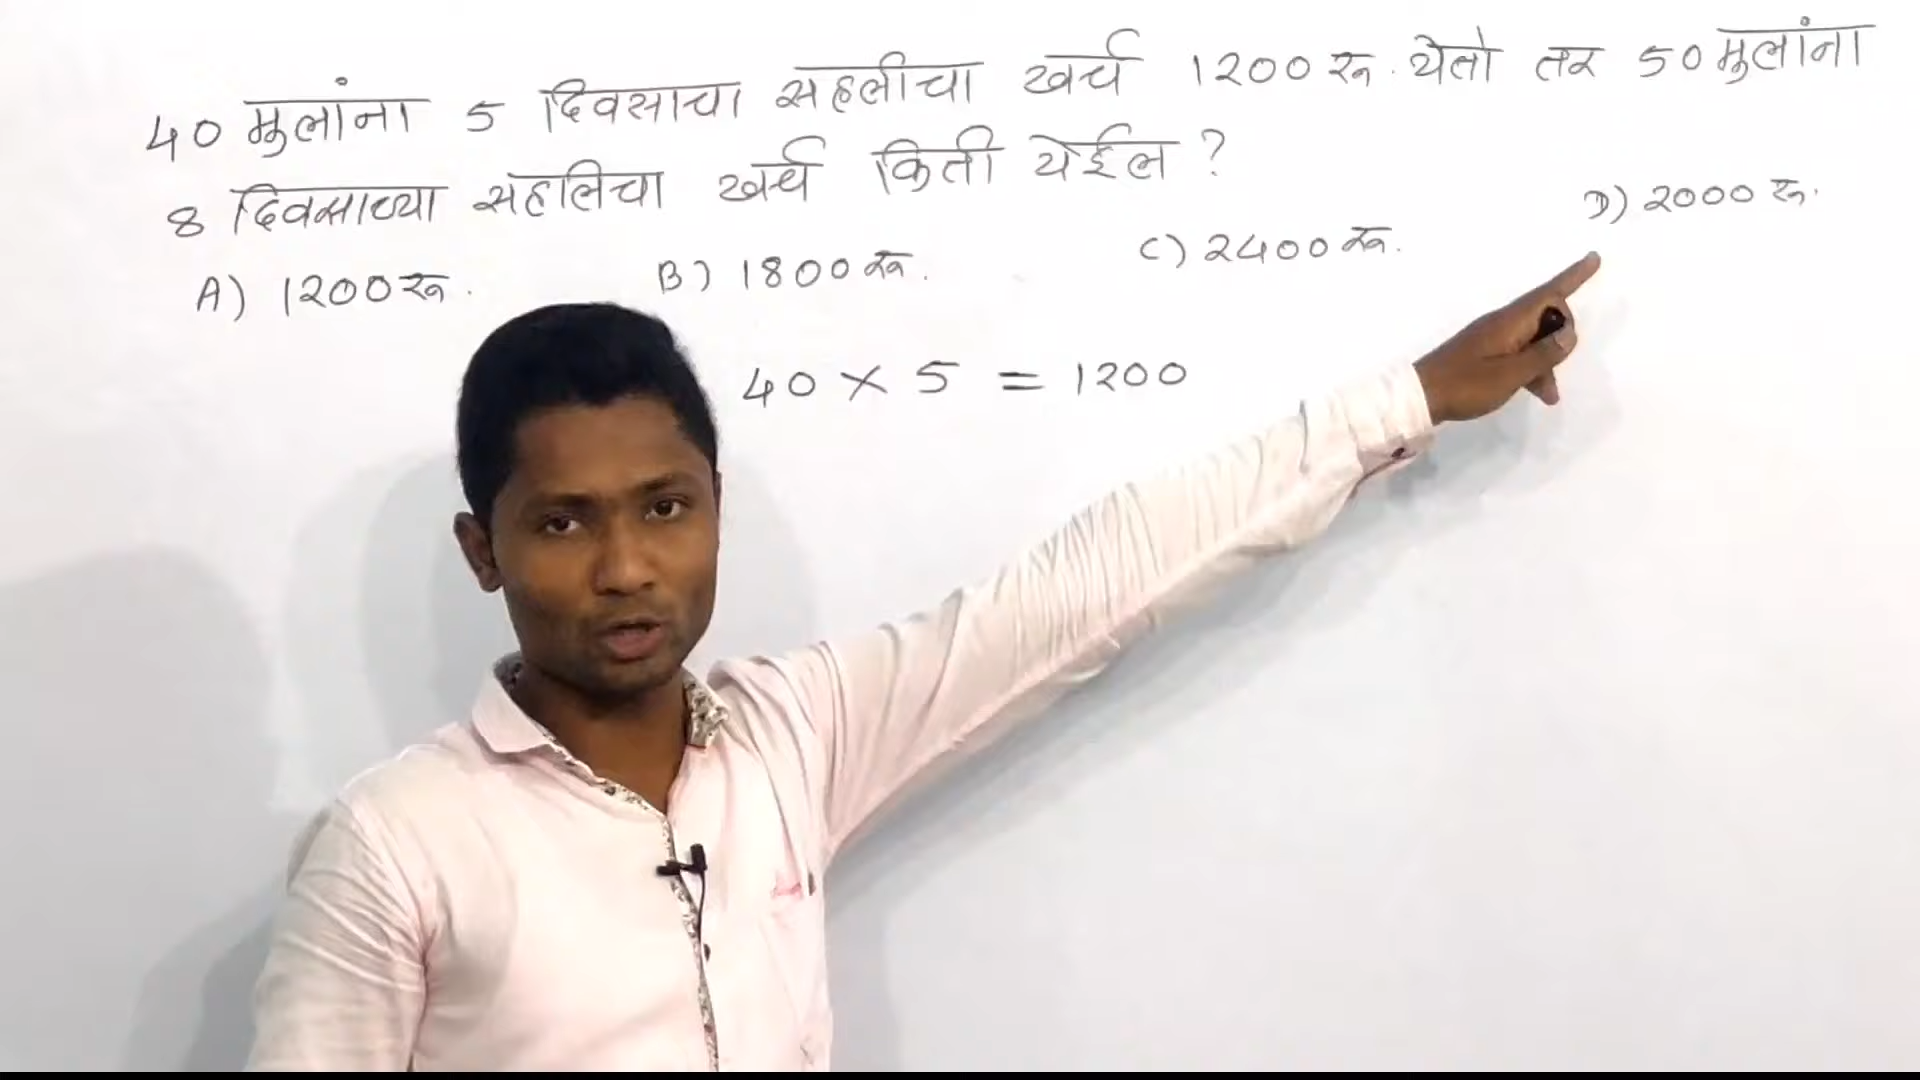 40 मुलांना 5 दिवसाचा सहलीचा खर्च 1200 रू. येतो तर 50 मुलांना
8 दिवसाच्या सहलिचा खर्च किती येईल ?
A) 1200 रू.
B) 1800 रू.
C) 2400 रू.
D) 2000 रू.
40 × 5 = 1200